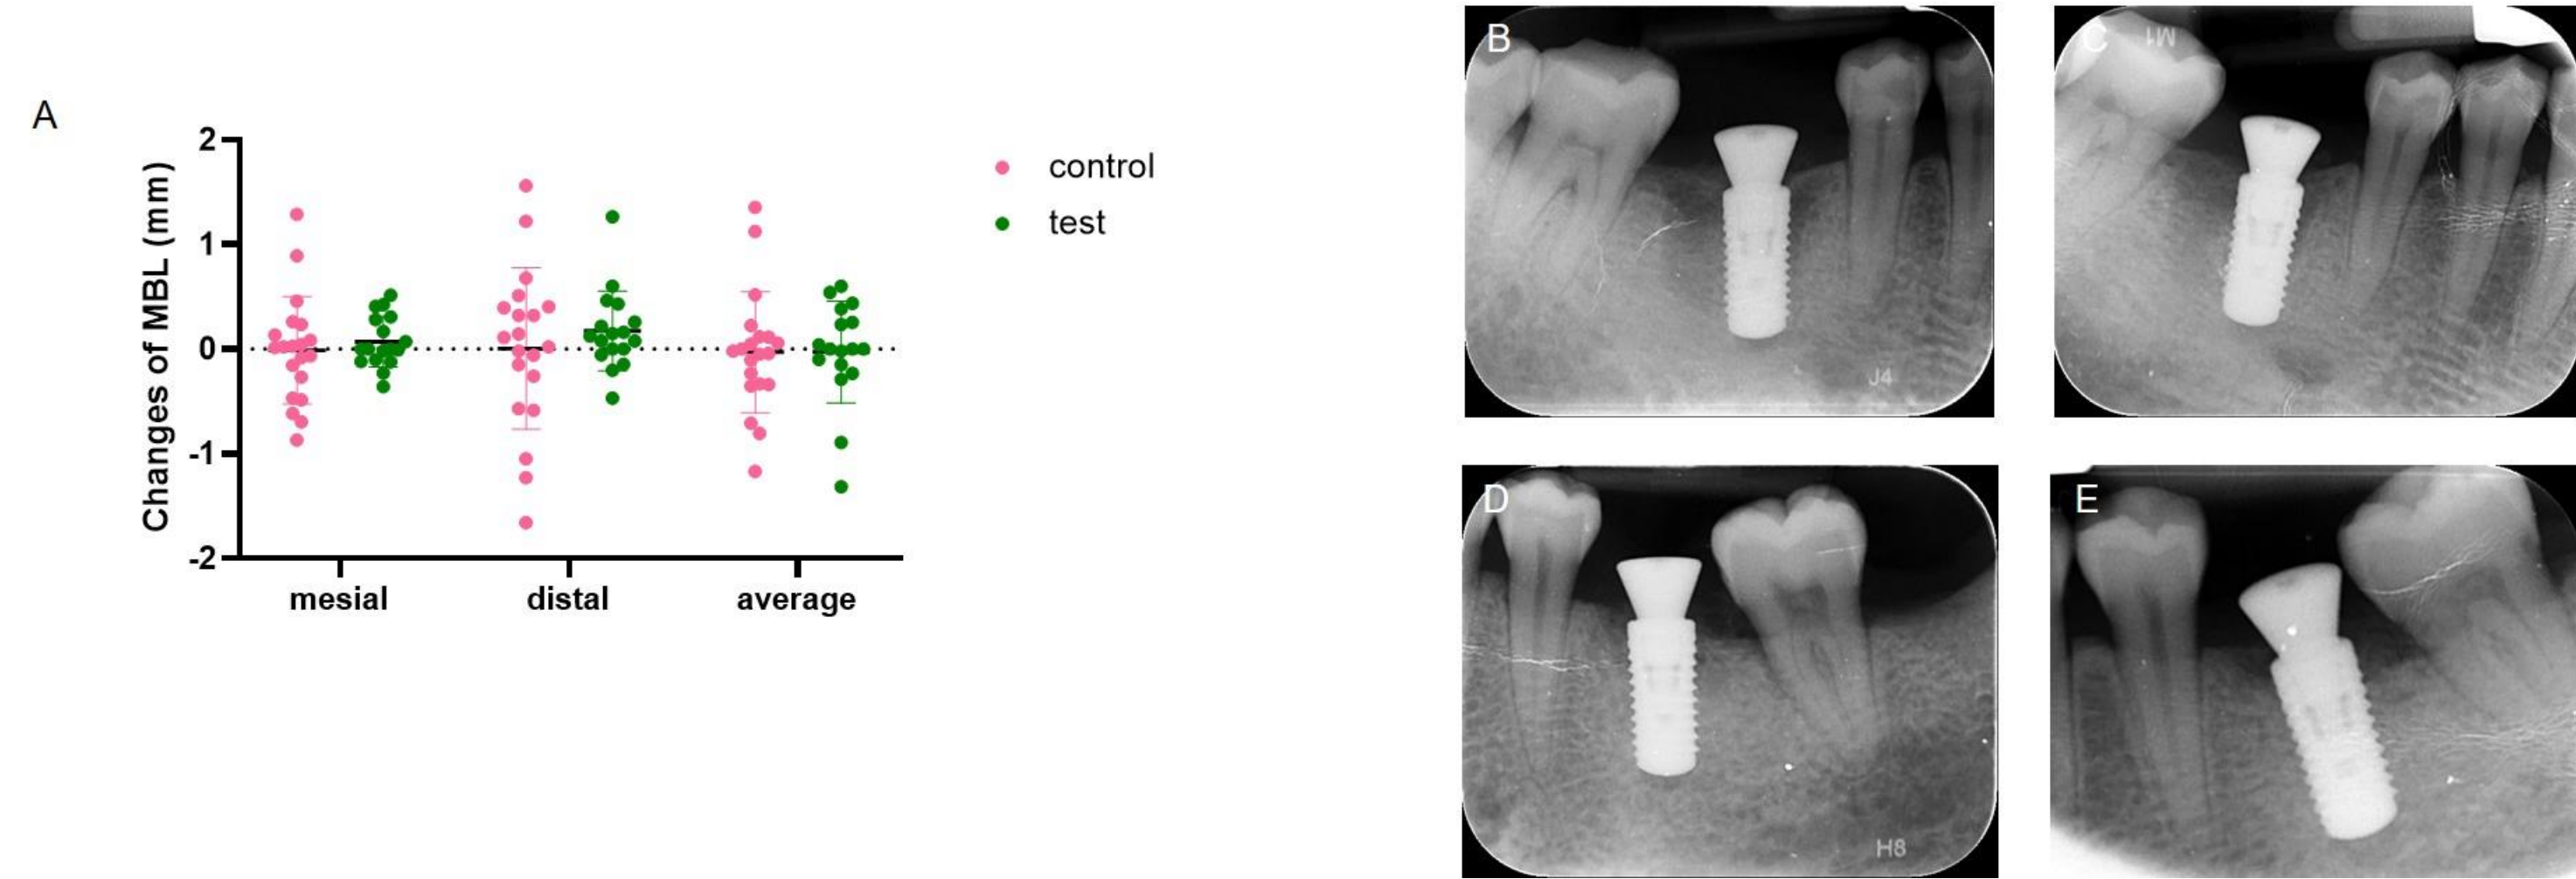 A
2
1
0
-1
-2
Changes of MBL (mm)
mesial
distal
average
control
test
B
J4
C
M1
D
H8
E